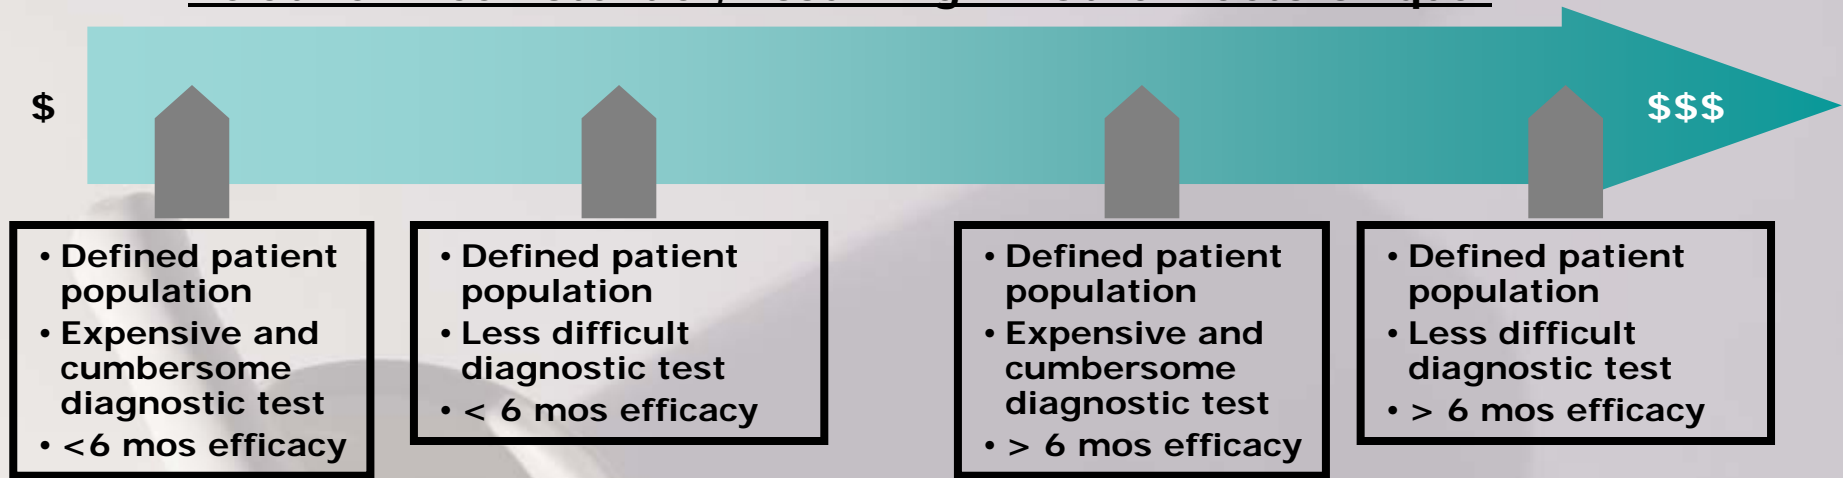 $
$$$
• Defined patient
population
• Expensive and
cumbersome
diagnostic test
• <6 mos efficacy
• Defined patient
population
• Less difficult
diagnostic test
• < 6 mos efficacy
• Defined patient
population
• Expensive and
cumbersome
diagnostic test
• > 6 mos efficacy
• Defined patient
population
• Less difficult
diagnostic test
• > 6 mos efficacy